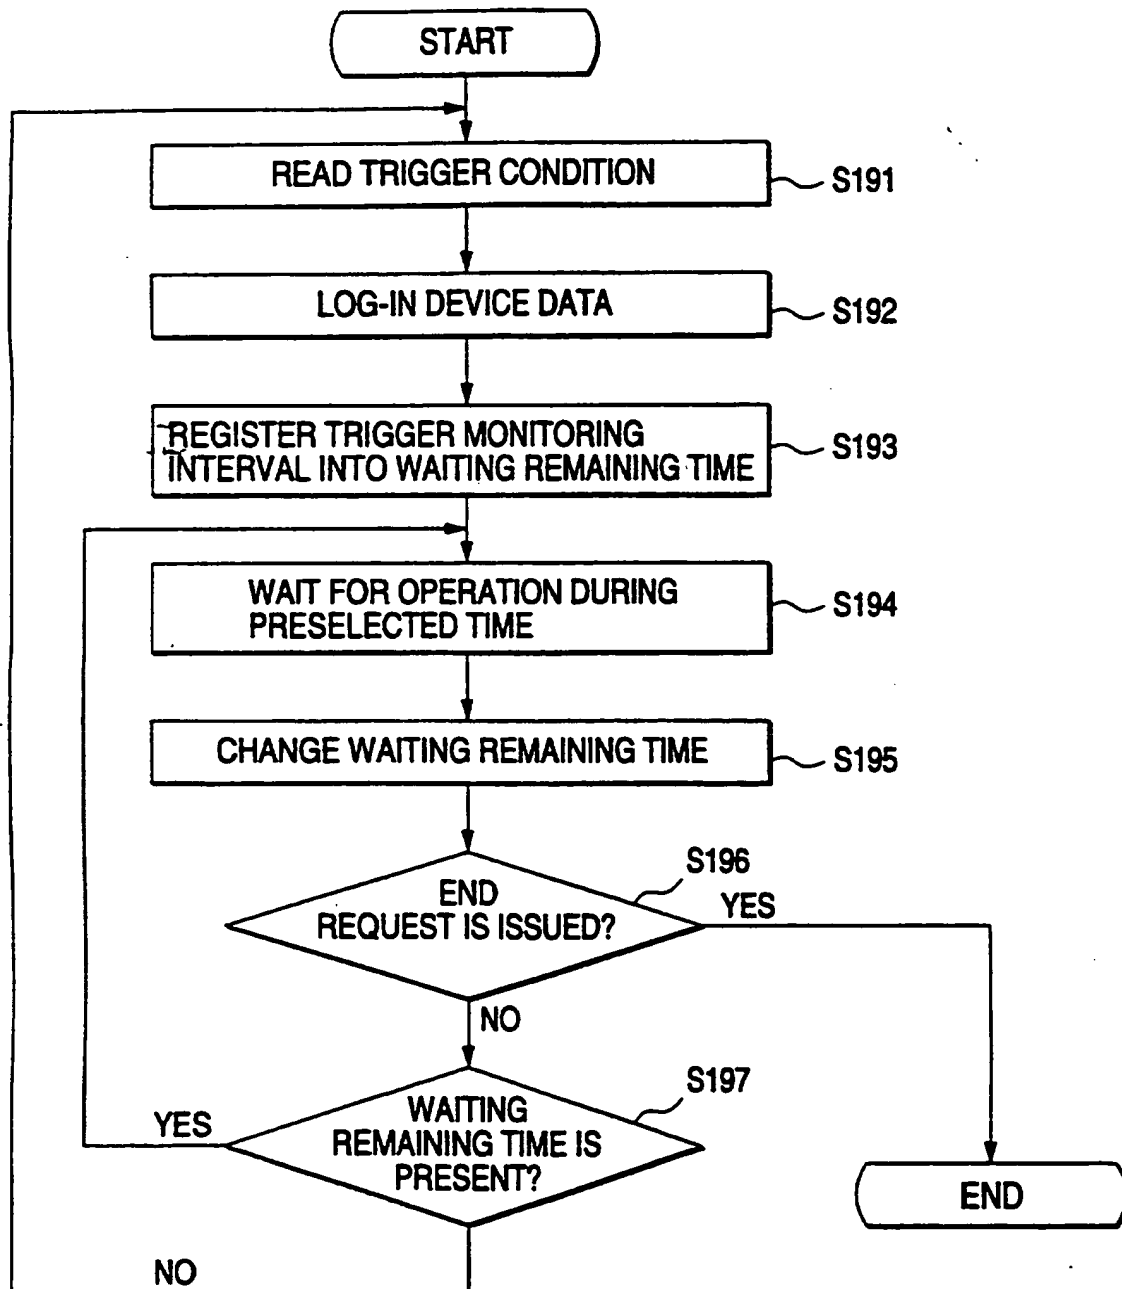 START
READ TRIGGER CONDITION
S191
LOG-IN DEVICE DATA
S192
REGISTER TRIGGER MONITORING
INTERVAL INTO WAITING REMAINING TIME
S193
WAIT FOR OPERATION DURING
PRESELECTED TIME
S194
CHANGE WAITING REMAINING TIME
S195
END
REQUEST IS ISSUED?
S196
YES
NO
WAITING
REMAINING TIME IS
PRESENT?
S197
YES
END
NO